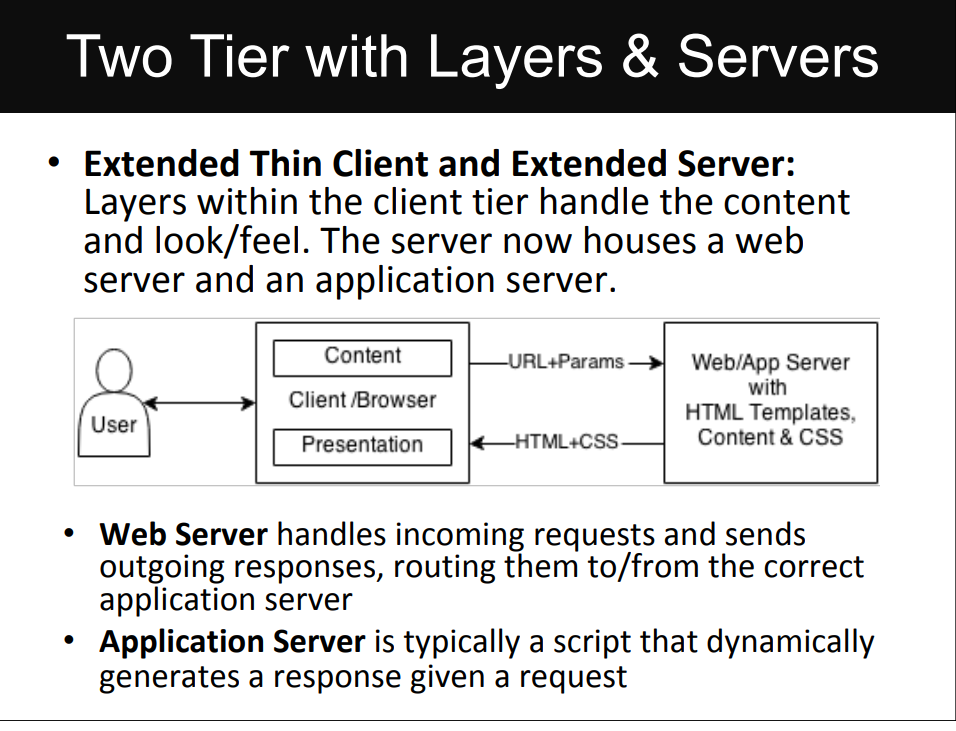 Two Tier with Layers & Servers
• Extended Thin Client and Extended Server:
Layers within the client tier handle the content
and look/feel. The server now houses a web
server and an application server.
User
Content
Client /Browser
Presentation
URL+Params
HTML+CSS
Web/App Server
with
HTML Templates,
Content & CSS
• Web Server handles incoming requests and sends
outgoing responses, routing them to/from the correct
application server
• Application Server is typically a script that dynamically
generates a response given a request